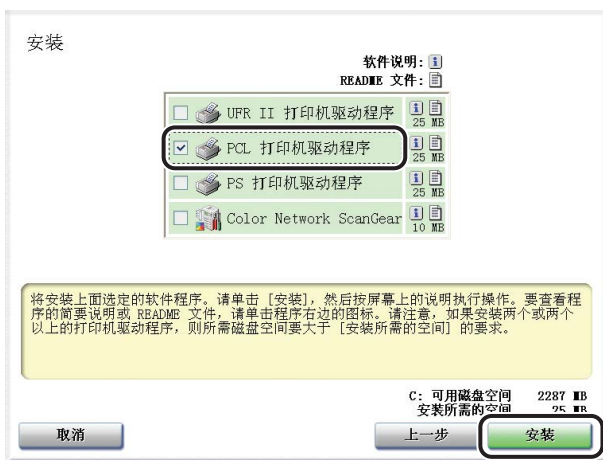 安装
软件说明:
README 文件:
UFR II 打印机驱动程序
25 MB
PCL 打印机驱动程序
25 MB
PS 打印机驱动程序
25 MB
Color Network ScanGear
10 MB
将安装上面选定的软件程序。请单击 [安装]，然后按屏幕上的说明执行操作。要查看程
序的简要说明或 README 文件，请单击程序右边的图标。请注意，如果安装两个或两个
以上的打印机驱动程序，则所需磁盘空间要大于 [安装所需的空间] 的要求。
C: 可用磁盘空间 2287 MB
安装所需的空间 25 MB
取消 上一步 安装